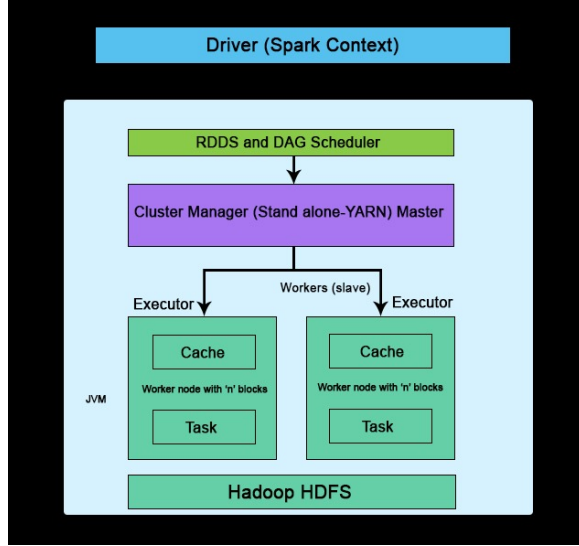 Driver (Spark Context)
RDDS and DAG Scheduler
Cluster Manager (Stand alone-YARN) Master
Workers (slave)
Executor
Executor
Cache
Worker node with 'n' blocks
Task
Cache
Worker node with 'n' blocks
Task
JVM
Hadoop HDFS